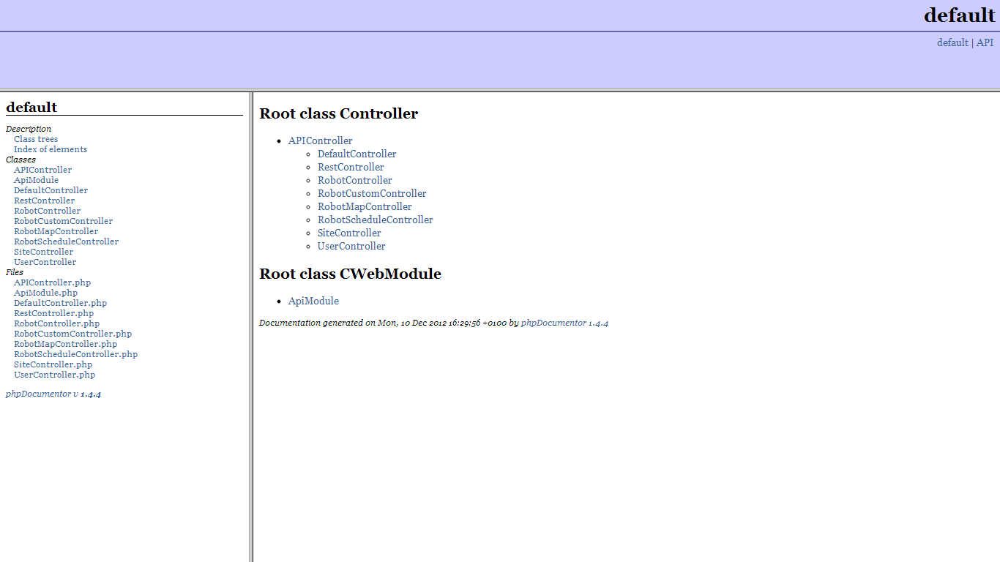 default
default | API
default
Description
Class trees
Index of elements
Classes
APIController
ApiModule
DefaultController
RestController
RobotController
RobotCustomController
RobotMapController
RobotScheduleController
SiteController
UserController
Files
APIController.php
ApiModule.php
DefaultController.php
RestController.php
RobotController.php
RobotCustomController.php
RobotMapController.php
RobotScheduleController.php
SiteController.php
UserController.php
phpDocumentor v 1.4.4
Root class Controller
APIController
DefaultController
RestController
RobotController
RobotCustomController
RobotMapController
RobotScheduleController
SiteController
UserController
Root class CWebModule
ApiModule
Documentation generated on Mon, 10 Dec 2012 16:29:56 +0100 by phpDocumentor 1.4.4